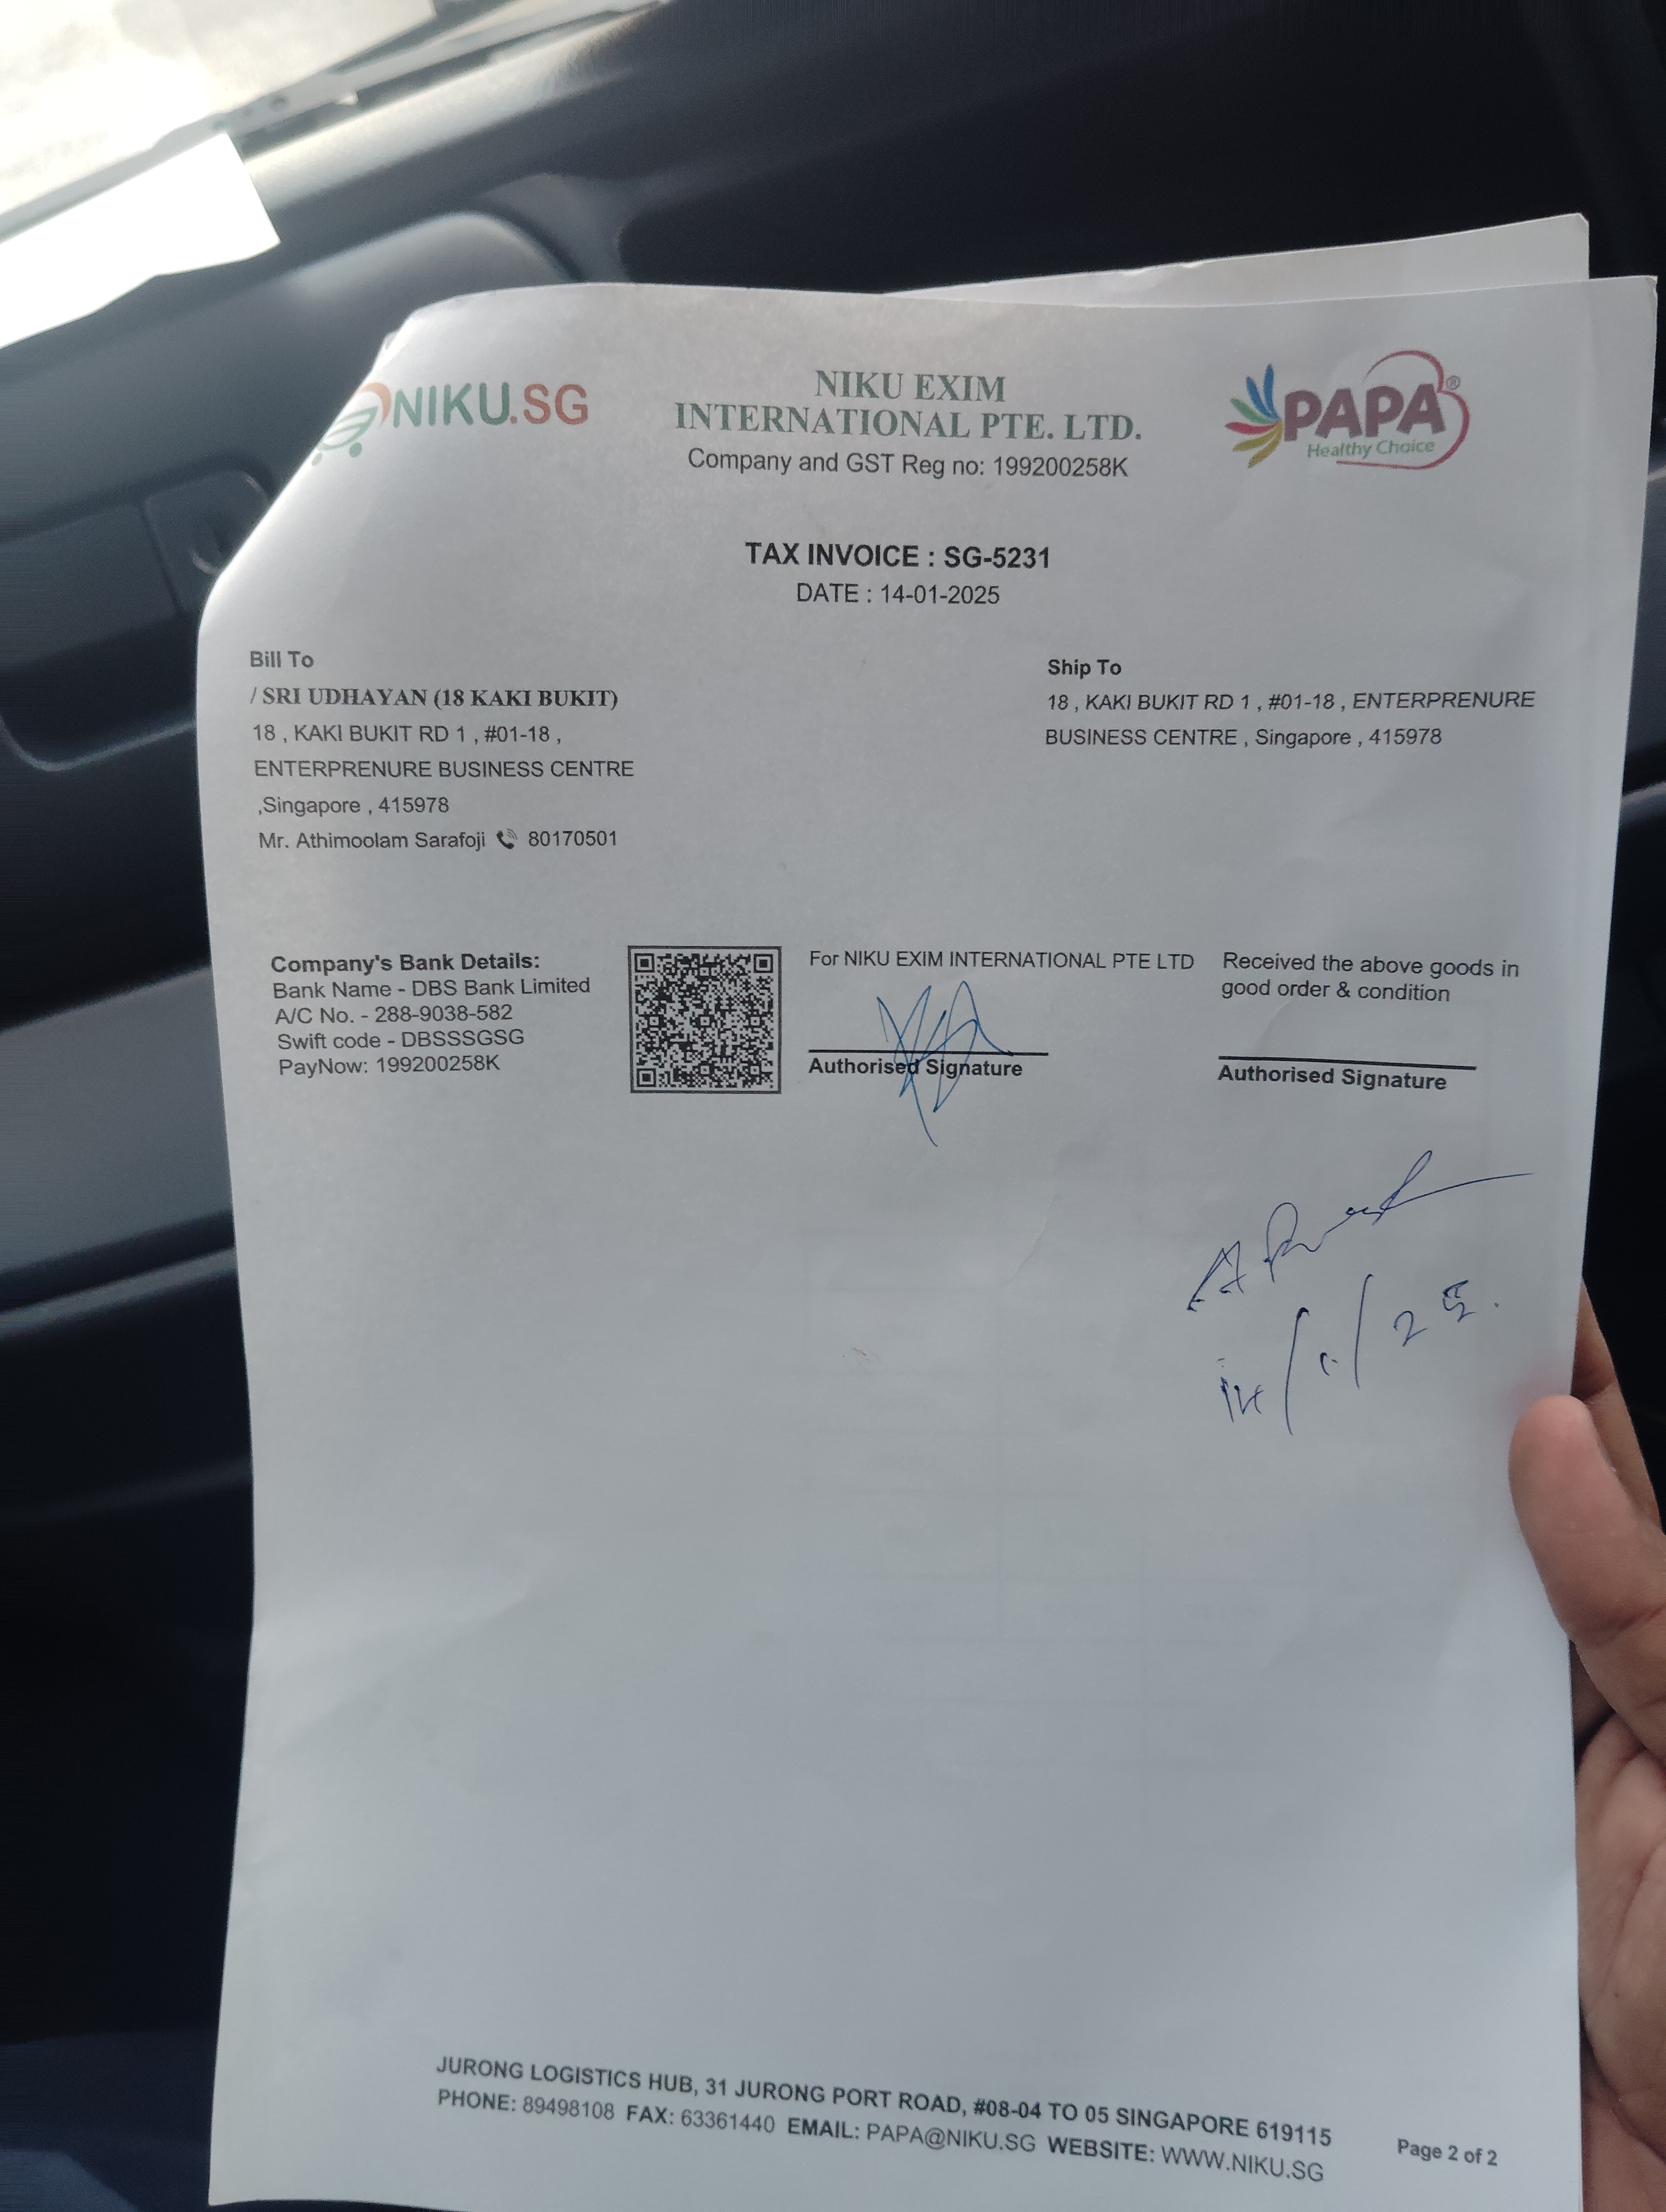 NIKU.SG
NIKU EXIM
INTERNATIONAL PTE. LTD.
Company and GST Reg no: 199200258K
PAPA®
Healthy Choice
TAX INVOICE : SG-5231
DATE : 14-01-2025
Bill To
/ SRI UDHAYAN (18 KAKI BUKIT)
18 , KAKI BUKIT RD 1 , #01-18 ,
ENTERPRENURE BUSINESS CENTRE
,Singapore , 415978
Mr. Athimoolam Sarafoji 80170501
Ship To
18 , KAKI BUKIT RD 1 , #01-18 , ENTERPRENURE
BUSINESS CENTRE , Singapore , 415978
Company's Bank Details:
Bank Name - DBS Bank Limited
A/C No. - 288-9038-582
Swift code - DBSSSGSG
PayNow: 199200258K
For NIKU EXIM INTERNATIONAL PTE LTD
Authorised Signature
Received the above goods in
good order & condition
Authorised Signature
JURONG LOGISTICS HUB, 31 JURONG PORT ROAD, #08-04 TO 05 SINGAPORE 619115
PHONE: 89498108 FAX: 63361440 EMAIL: PAPA@NIKU.SG WEBSITE: WWW.NIKU.SG
Page 2 of 2